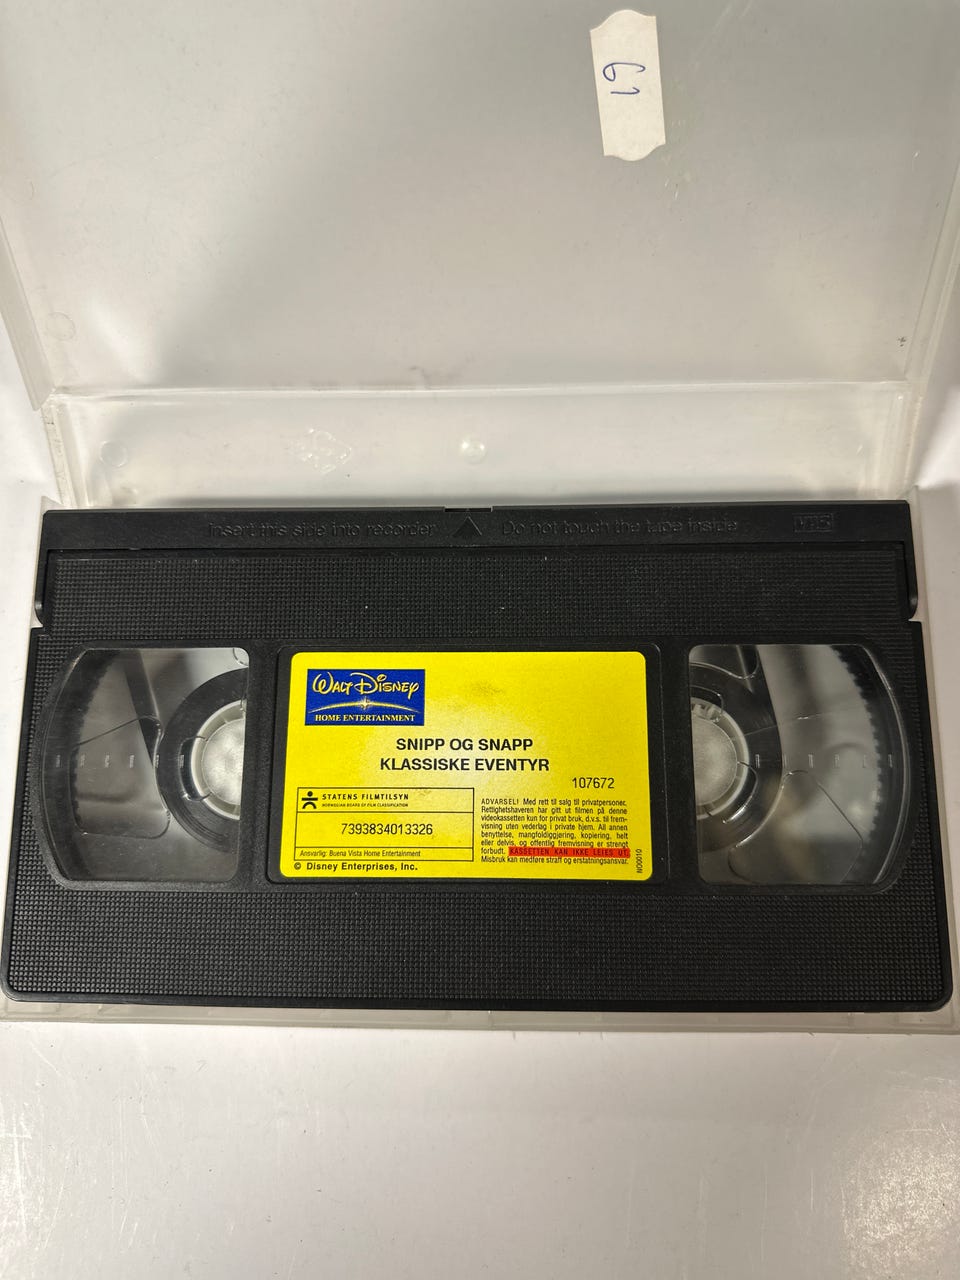 61
Insert this side into recorder
Do not touch the tape inside
VHS
WALT DISNEY
HOME ENTERTAINMENT
SNIPP OG SNAPP
KLASSISKE EVENTYR
107672
STATENS FILMTILSYN
NORWEGIAN BOARD OF FILM CLASSIFICATION
7393834013326
Ansvarlig: Buena Vista Home Entertainment
© Disney Enterprises, Inc.
ADVARSEL! Med rett til salg til privatpersoner.
Rettighetshaveren har gitt ut filmen på denne
videokassetten kun for privat bruk, d.v.s. til frem-
visning uten vederlag i private hjem. All annen
benyttelse, mangfoldiggjøring, kopiering, helt
eller delvis, og offentlig fremvisning er strengt
forbudt. KASSETTEN KAN IKKE LEIES UT.
Misbruk kan medføre straff og erstatningsansvar.
NO0010